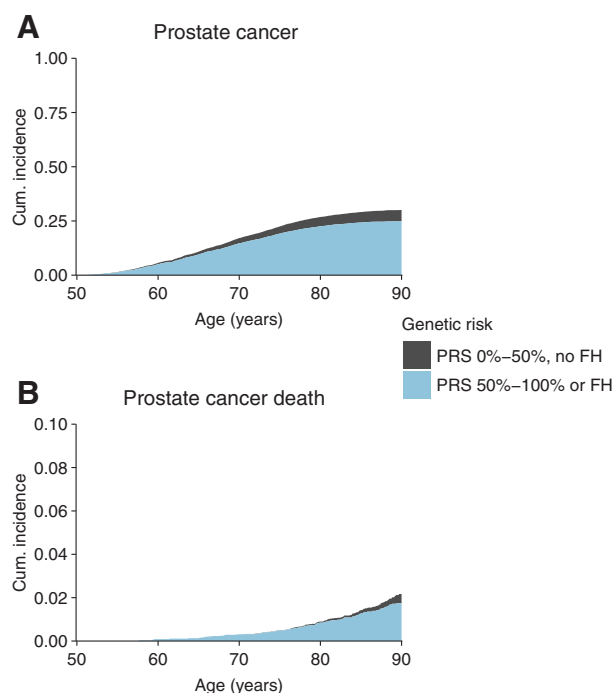 A
Prostate cancer
1.00
0.75
0.50
0.25
0.00
Cum. incidence
50 60 70 80 90
Age (years)
Genetic risk
PRS 0%–50%, no FH
PRS 50%–100% or FH
B
Prostate cancer death
0.10
0.08
0.06
0.04
0.02
0.00
Cum. incidence
50 60 70 80 90
Age (years)